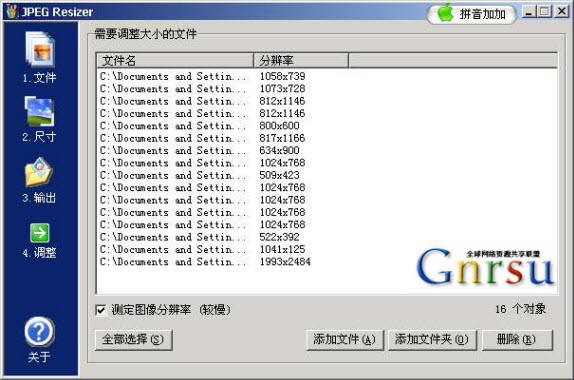 JPEG Resizer
拼音加加
1.文件
2.尺寸
3.输出
4.调整
关于
需要调整大小的文件
文件名 分辨率
C:\Documents and Settin... 1058x739
C:\Documents and Settin... 1073x728
C:\Documents and Settin... 812x1146
C:\Documents and Settin... 812x1146
C:\Documents and Settin... 800x600
C:\Documents and Settin... 817x1166
C:\Documents and Settin... 634x900
C:\Documents and Settin... 1024x768
C:\Documents and Settin... 509x423
C:\Documents and Settin... 1024x768
C:\Documents and Settin... 1024x768
C:\Documents and Settin... 1024x768
C:\Documents and Settin... 1024x768
C:\Documents and Settin... 522x392
C:\Documents and Settin... 1041x125
C:\Documents and Settin... 1993x2484
全球网络资源共享联盟
Gnrsu
测定图像分辨率 (较慢)
16 个对象
全部选择(S) 添加文件(A) 添加文件夹(O) 删除(R)